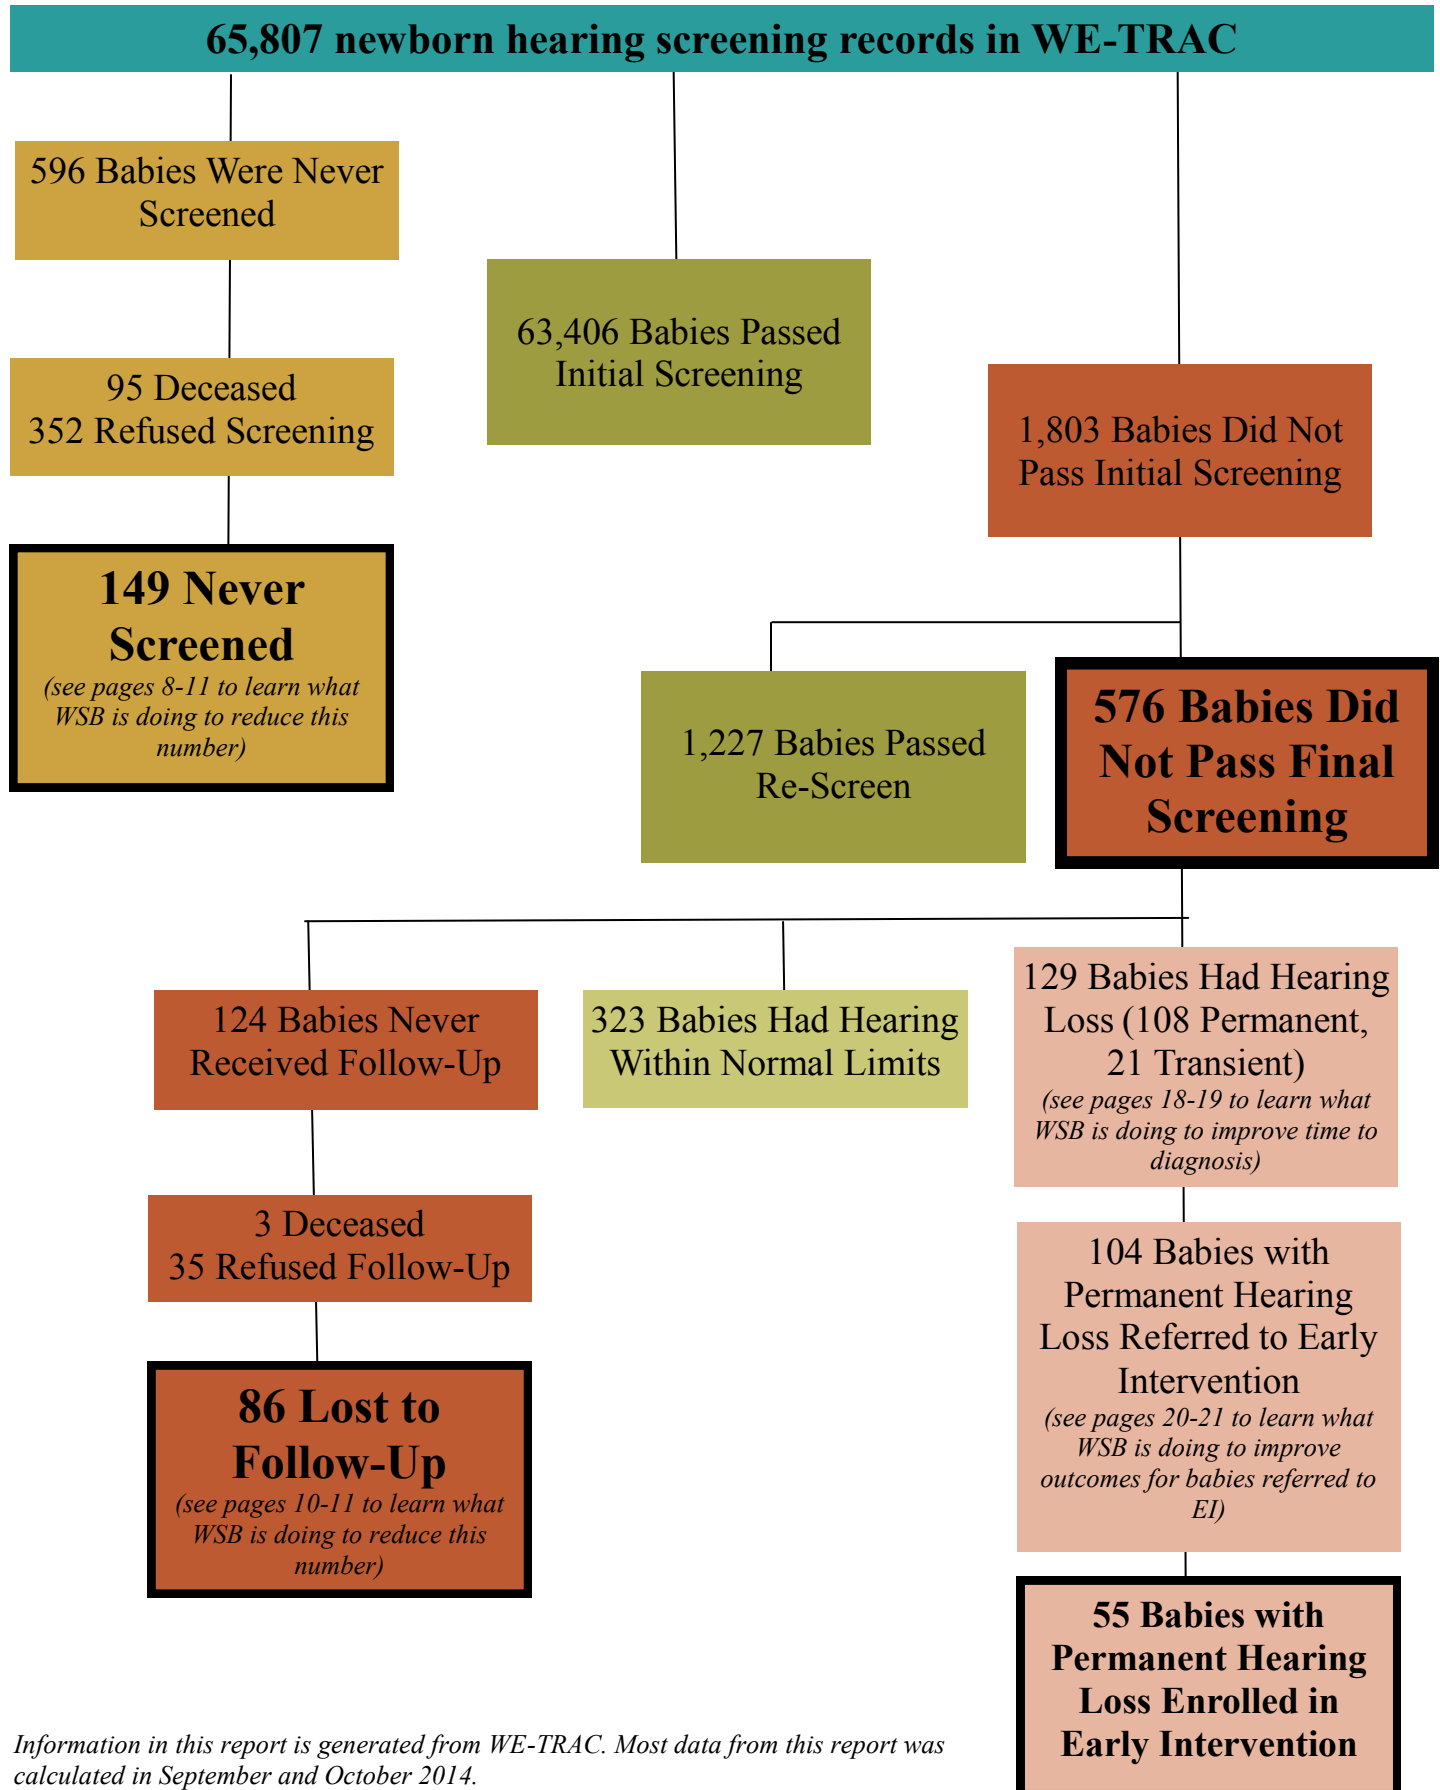 65,807 newborn hearing screening records in WE-TRAC
596 Babies Were Never
Screened
95 Deceased
352 Refused Screening
149 Never
Screened
(see pages 8-11 to learn what
WSB is doing to reduce this
number)
63,406 Babies Passed
Initial Screening
1,803 Babies Did Not
Pass Initial Screening
1,227 Babies Passed
Re-Screen
576 Babies Did
Not Pass Final
Screening
124 Babies Never
Received Follow-Up
3 Deceased
35 Refused Follow-Up
86 Lost to
Follow-Up
(see pages 10-11 to learn what
WSB is doing to reduce this
number)
323 Babies Had Hearing
Within Normal Limits
129 Babies Had Hearing
Loss (108 Permanent,
21 Transient)
(see pages 18-19 to learn what
WSB is doing to improve time to
diagnosis)
104 Babies with
Permanent Hearing
Loss Referred to Early
Intervention
(see pages 20-21 to learn what
WSB is doing to improve
outcomes for babies referred to
EI)
55 Babies with
Permanent Hearing
Loss Enrolled in
Early Intervention
Information in this report is generated from WE-TRAC. Most data from this report was
calculated in September and October 2014.